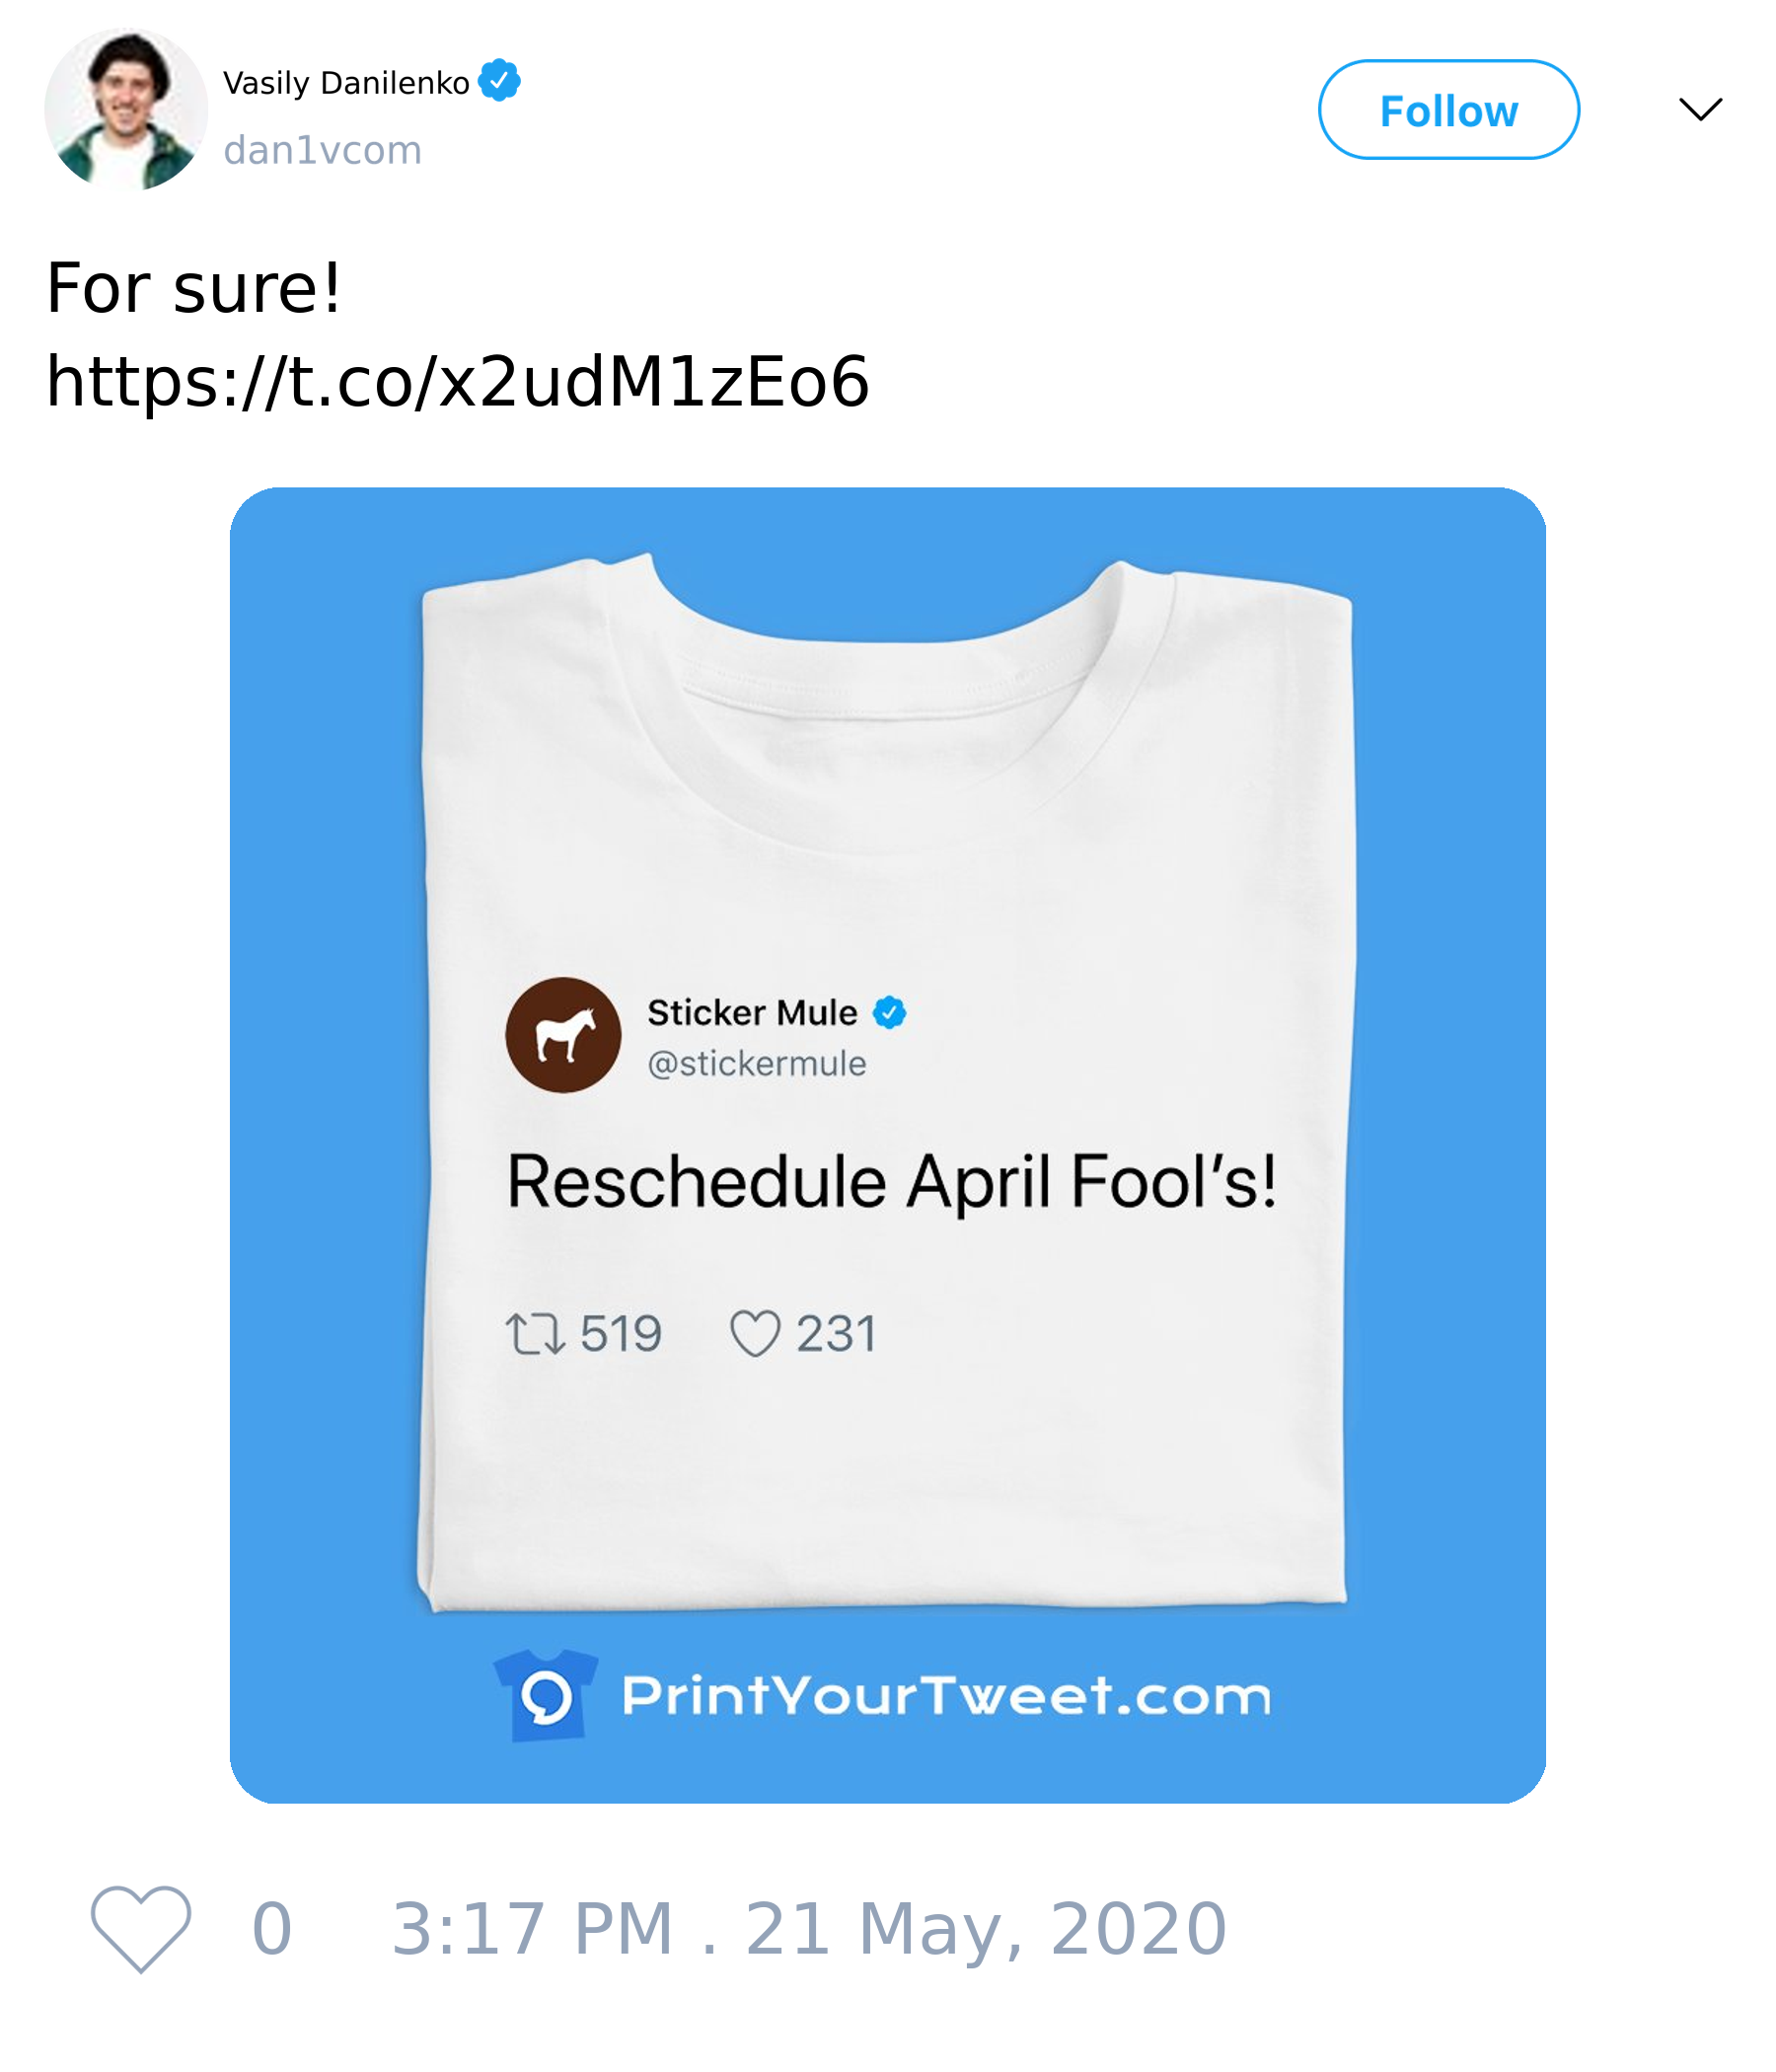 Vasily Danilenko
dan1vcom
Follow
For sure!
https://t.co/x2udM1zEo6
Sticker Mule
@stickermule
Reschedule April Fool's!
519 231
PrintYourTweet.com
0 3:17 PM . 21 May, 2020